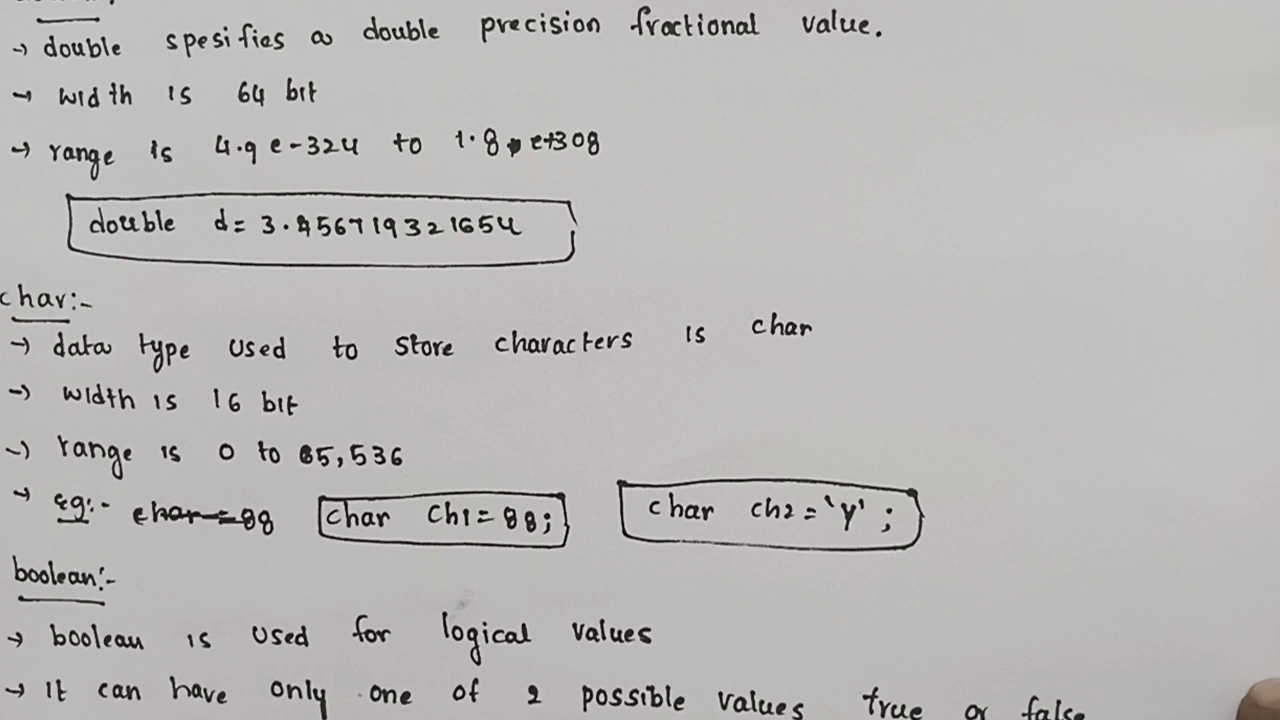 → double spesifies a double precision fractional value.
→ width is 64 bit
→ range is 4.9 e-324 to 1.8 e+308
double d= 3.456719321654
char:-
→ data type used to store characters is char
→ width is 16 bit
→ range is 0 to 65,536
→ eg:- char = 88 char ch1 = 88; char ch2 = 'Y' ;
boolean:-
→ boolean is used for logical values
→ It can have only one of 2 possible values true or false